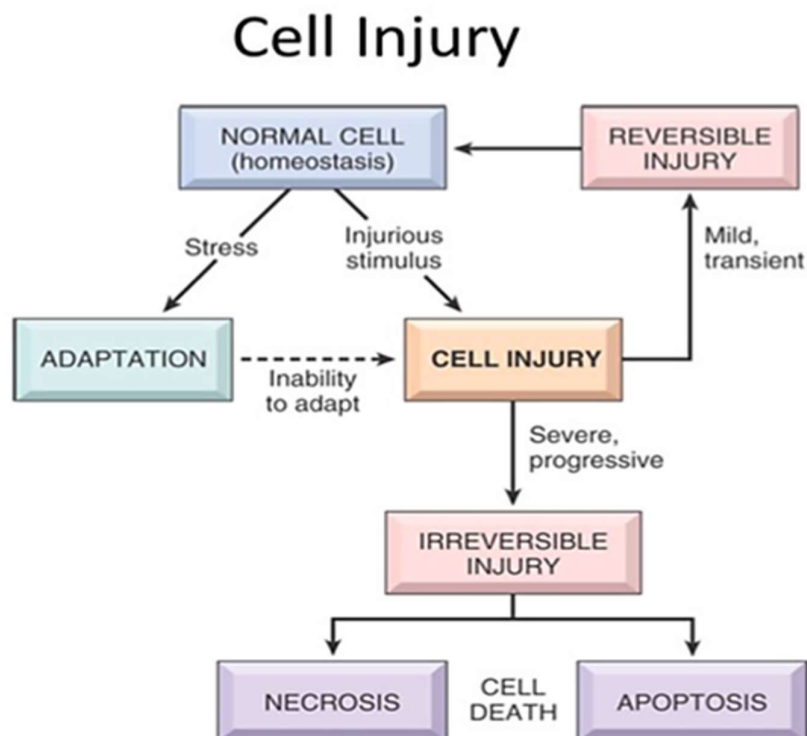 Cell Injury
NORMAL CELL
(homeostasis)
REVERSIBLE
INJURY
Stress
Injurious
stimulus
Mild,
transient
ADAPTATION
Inability
to adapt
CELL INJURY
Severe,
progressive
IRREVERSIBLE
INJURY
NECROSIS
CELL
DEATH
APOPTOSIS